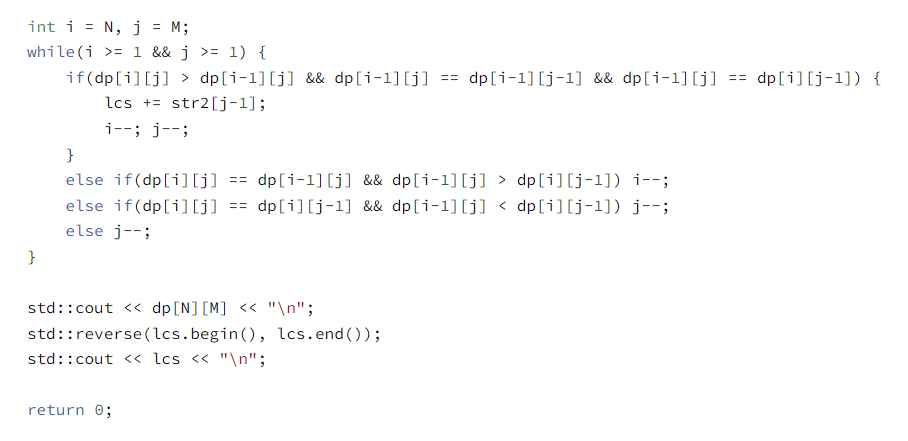 int i = N, j = M;
while(i >= 1 && j >= 1) {
    if(dp[i][j] > dp[i-1][j] && dp[i-1][j] == dp[i-1][j-1] && dp[i-1][j] == dp[i][j-1]) {
        lcs += str2[j-1];
        i--; j--;
    }
    else if(dp[i][j] == dp[i-1][j] && dp[i-1][j] > dp[i][j-1]) i--;
    else if(dp[i][j] == dp[i][j-1] && dp[i-1][j] < dp[i][j-1]) j--;
    else j--;
}

std::cout << dp[N][M] << "\n";
std::reverse(lcs.begin(), lcs.end());
std::cout << lcs << "\n";

return 0;